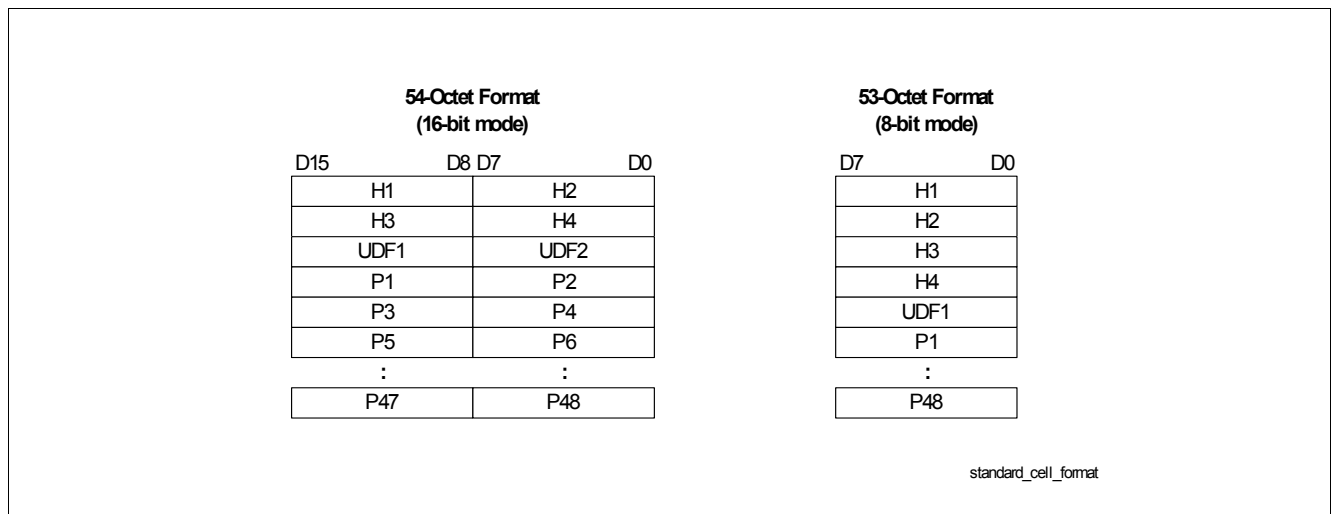 54-Octet Format
(16-bit mode)
D15 D8 D7 D0
H1 H2
H3 H4
UDF1 UDF2
P1 P2
P3 P4
P5 P6
: :
P47 P48
53-Octet Format
(8-bit mode)
D7 D0
H1
H2
H3
H4
UDF1
P1
:
P48
standard_cell_format